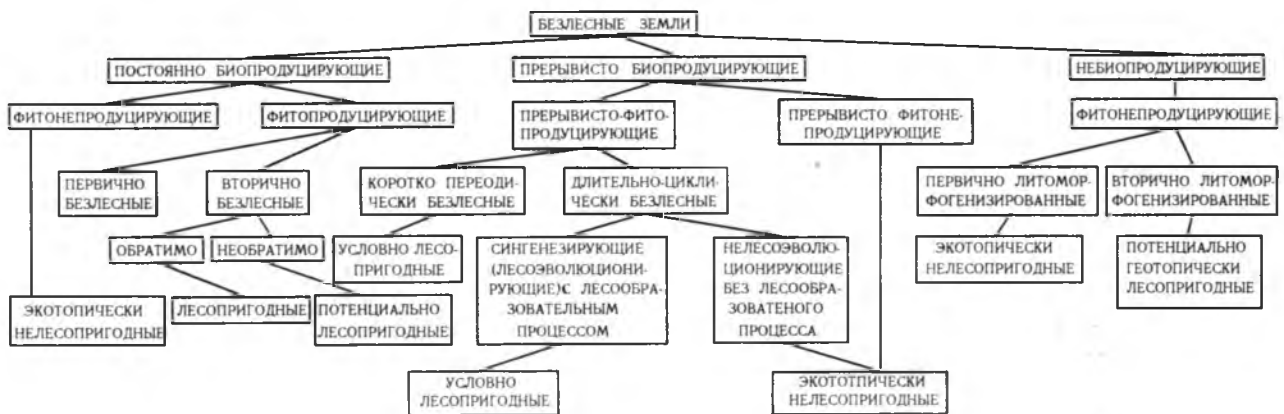 БЕЗЛЕСНЫЕ ЗЕМЛИ
ПОСТОЯННО БИОПРОДУЦИРУЮЩИЕ
ПРЕРЫВИСТО БИОПРОДУЦИРУЮЩИЕ
НЕБИОПРОДУЦИРУЮЩИЕ
ФИТОНЕПРОДУЦИРУЮЩИЕ
ФИТОПРОДУЦИРУЮЩИЕ
ПРЕРЫВИСТО-ФИТО-
ПРОДУЦИРУЮЩИЕ
ПРЕРЫВИСТО ФИТОНЕ-
ПРОДУЦИРУЮЩИЕ
ФИТОНЕПРОДУЦИРУЮЩИЕ
ПЕРВИЧНО
БЕЗЛЕСНЫЕ
ВТОРИЧНО
БЕЗЛЕСНЫЕ
КОРОТКО ПЕРЕОДИ-
ЧЕСКИ БЕЗЛЕСНЫЕ
ДЛИТЕЛЬНО-ЦИКЛИ-
ЧЕСКИ БЕЗЛЕСНЫЕ
ПЕРВИЧНО ЛИТОМОР-
ФОГЕНИЗИРОВАННЫЕ
ВТОРИЧНО ЛИТОМОР-
ФОГЕНИЗИРОВАННЫЕ
ОБРАТИМО
НЕОБРАТИМО
УСЛОВНО ЛЕСО-
ПРИГОДНЫЕ
СИНГЕНЕЗИРУЮЩИЕ
(ЛЕСОЭВОЛЮЦИОНИ-
РУЮЩИЕ)С ЛЕСООБРА-
ЗОВАТЕЛЬНЫМ
ПРОЦЕССОМ
НЕЛЕСОЭВОЛЮ-
ЦИОНИРУЮЩИЕ
БЕЗ ЛЕСООБРА-
ЗОВАТЕНОГО
ПРОЦЕССА
ЭКОТОПИЧЕСКИ
НЕЛЕСОПРИГОДНЫЕ
ПОТЕНЦИАЛЬНО
ГЕОТОПИЧЕСКИ
ЛЕСОПРИГОДНЫЕ
ЭКОТОПИЧЕСКИ
НЕЛЕСОПРИГОДНЫЕ
ЛЕСОПРИГОДНЫЕ
ПОТЕНЦИАЛЬНО
ЛЕСОПРИГОДНЫЕ
УСЛОВНО
ЛЕСОПРИГОДНЫЕ
ЭКОТОТПИЧЕСКИ
НЕЛЕСОПРИГОДНЫЕ